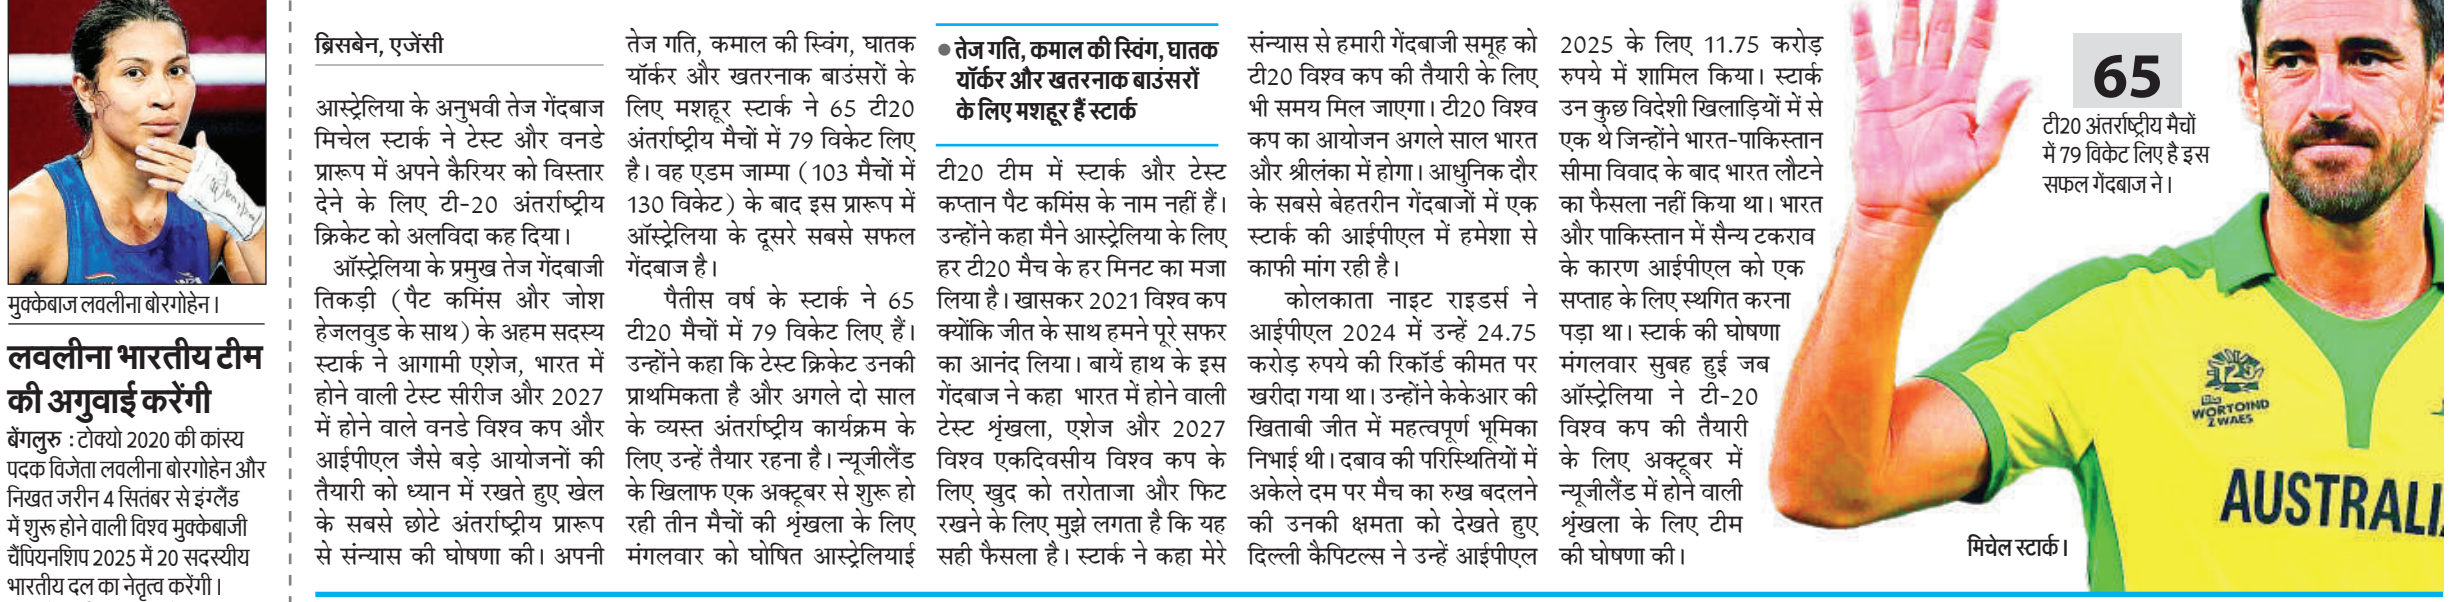 मुक्केबाज लवलीना बोरगोहेन।
लवलीना भारतीय टीम
की अगुवाई करेंगी
बेंगलुरु : टोक्यो 2020 की कांस्य
पदक विजेता लवलीना बोरगोहेन और
निखत जरीन 4 सितंबर से इंग्लैंड
में शुरू होने वाली विश्व मुक्केबाजी
चैंपियनशिप 2025 में 20 सदस्यीय
भारतीय दल का नेतृत्व करेंगी।
ब्रिसबेन, एजेंसी
आस्ट्रेलिया के अनुभवी तेज गेंदबाज
मिचेल स्टार्क ने टेस्ट और वनडे
प्रारूप में अपने कैरियर को विस्तार
देने के लिए टी-20 अंतर्राष्ट्रीय
क्रिकेट को अलविदा कह दिया।
ऑस्ट्रेलिया के प्रमुख तेज गेंदबाजी
तिकड़ी (पैट कमिंस और जोश
हेजलवुड के साथ) के अहम सदस्य
स्टार्क ने आगामी एशेज, भारत में
होने वाली टेस्ट सीरीज और 2027
में होने वाले वनडे विश्व कप और
आईपीएल जैसे बड़े आयोजनों की
तैयारी को ध्यान में रखते हुए खेल
के सबसे छोटे अंतर्राष्ट्रीय प्रारूप
से संन्यास की घोषणा की। अपनी
तेज गति, कमाल की स्विंग, घातक
यॉर्कर और खतरनाक बाउंसरों के
लिए मशहूर स्टार्क ने 65 टी20
अंतर्राष्ट्रीय मैचों में 79 विकेट लिए
है। वह एडम जाम्पा (103 मैचों में
130 विकेट) के बाद इस प्रारूप में
ऑस्ट्रेलिया के दूसरे सबसे सफल
गेंदबाज है।
पैतीस वर्ष के स्टार्क ने 65
टी20 मैचों में 79 विकेट लिए हैं।
उन्होंने कहा कि टेस्ट क्रिकेट उनकी
प्राथमिकता है और अगले दो साल
के व्यस्त अंतर्राष्ट्रीय कार्यक्रम के
लिए उन्हें तैयार रहना है। न्यूजीलैंड
के खिलाफ एक अक्टूबर से शुरू हो
रही तीन मैचों की शृंखला के लिए
मंगलवार को घोषित आस्ट्रेलियाई
● तेज गति, कमाल की स्विंग, घातक
यॉर्कर और खतरनाक बाउंसरों
के लिए मशहूर हैं स्टार्क
टी20 टीम में स्टार्क और टेस्ट
कप्तान पैट कमिंस के नाम नहीं हैं।
उन्होंने कहा मैने आस्ट्रेलिया के लिए
हर टी20 मैच के हर मिनट का मजा
लिया है। खासकर 2021 विश्व कप
क्योंकि जीत के साथ हमने पूरे सफर
का आनंद लिया। बायें हाथ के इस
गेंदबाज ने कहा भारत में होने वाली
टेस्ट शृंखला, एशेज और 2027
विश्व एकदिवसीय विश्व कप के
लिए खुद को तरोताजा और फिट
रखने के लिए मुझे लगता है कि यह
सही फैसला है। स्टार्क ने कहा मेरे
संन्यास से हमारी गेंदबाजी समूह को
टी20 विश्व कप की तैयारी के लिए
भी समय मिल जाएगा। टी20 विश्व
कप का आयोजन अगले साल भारत
और श्रीलंका में होगा। आधुनिक दौर
के सबसे बेहतरीन गेंदबाजों में एक
स्टार्क की आईपीएल में हमेशा से
काफी मांग रही है।
कोलकाता नाइट राइडर्स ने
आईपीएल 2024 में उन्हें 24.75
करोड़ रुपये की रिकॉर्ड कीमत पर
खरीदा गया था। उन्होंने केकेआर की
खिताबी जीत में महत्वपूर्ण भूमिका
निभाई थी। दबाव की परिस्थितियों में
अकेले दम पर मैच का रुख बदलने
की उनकी क्षमता को देखते हुए
दिल्ली कैपिटल्स ने उन्हें आईपीएल
2025 के लिए 11.75 करोड़
रुपये में शामिल किया। स्टार्क
उन कुछ विदेशी खिलाड़ियों में से
एक थे जिन्होंने भारत-पाकिस्तान
सीमा विवाद के बाद भारत लौटने
का फैसला नहीं किया था। भारत
और पाकिस्तान में सैन्य टकराव
के कारण आईपीएल को एक
सप्ताह के लिए स्थगित करना
पड़ा था। स्टार्क की घोषणा
मंगलवार सुबह हुई जब
ऑस्ट्रेलिया ने टी-20
विश्व कप की तैयारी
के लिए अक्टूबर में
न्यूजीलैंड में होने वाली
शृंखला के लिए टीम
की घोषणा की।
65
टी20 अंतर्राष्ट्रीय मैचों
में 79 विकेट लिए है इस
सफल गेंदबाज ने।
AUSTRALI
मिचेल स्टार्क।